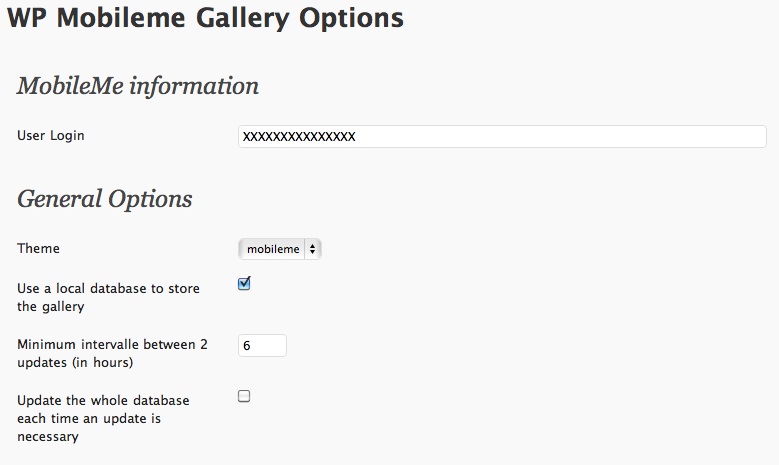 WP Mobileme Gallery Options
MobileMe information
User Login
XXXXXXXXXXXXXXX
General Options
Theme
mobileme
Use a local database to store
the gallery
Minimum intervalle between 2
updates (in hours)
6
Update the whole database
each time an update is
necessary